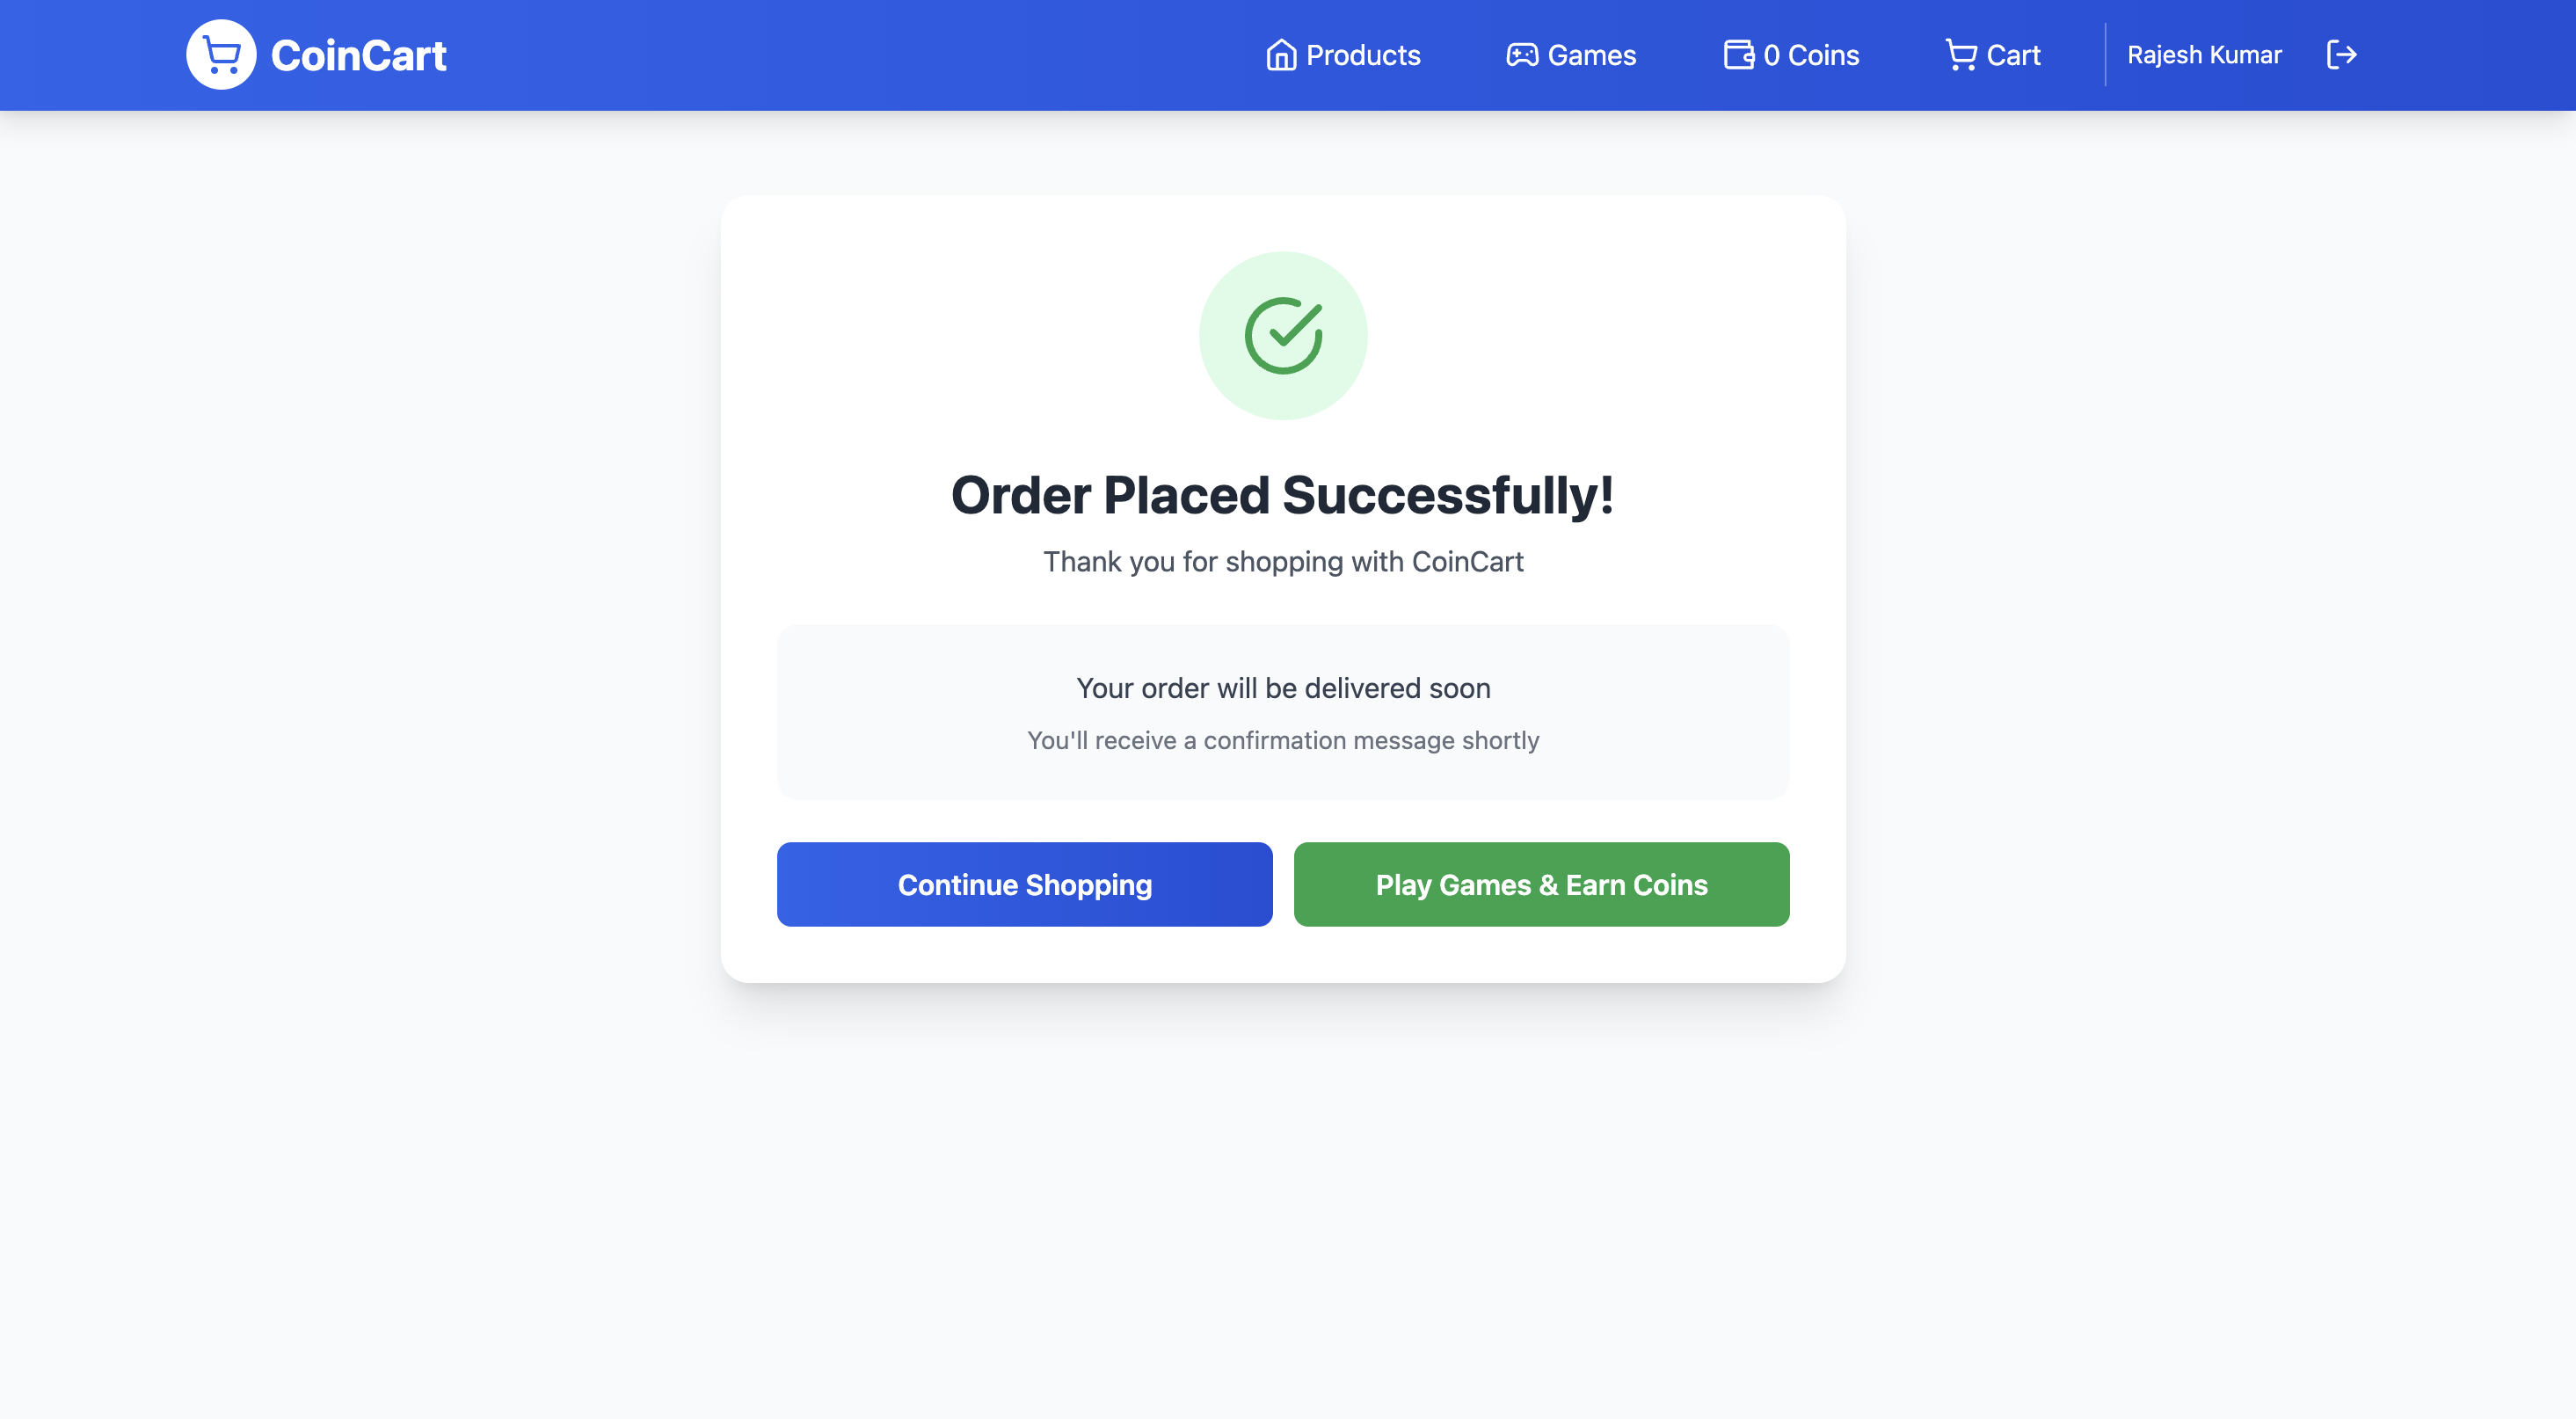 CoinCart
Products
Games
0 Coins
Cart
Rajesh Kumar
Order Placed Successfully!
Thank you for shopping with CoinCart
Your order will be delivered soon
You'll receive a confirmation message shortly
Continue Shopping
Play Games & Earn Coins